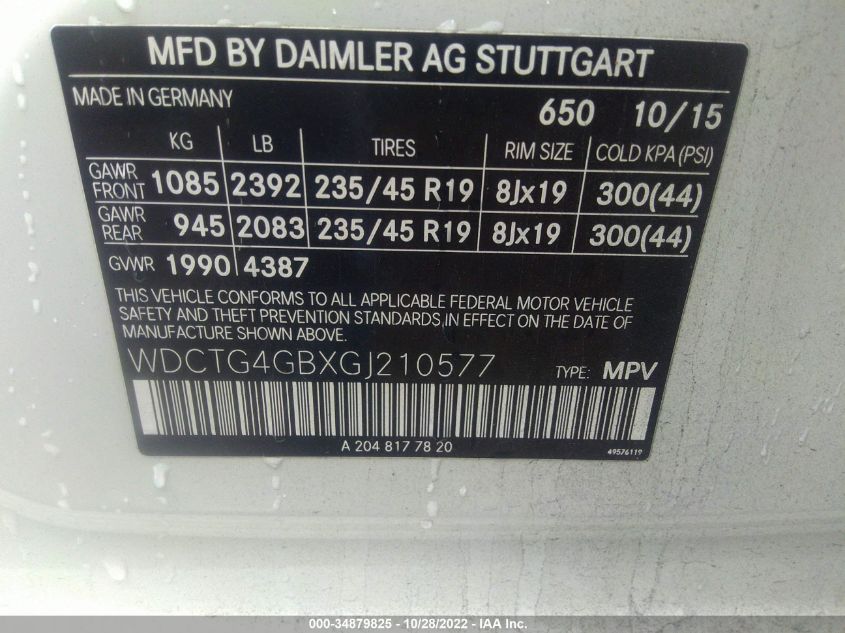 MFD BY DAIMLER AG STUTTGART
MADE IN GERMANY 650 10/15
KG LB TIRES RIM SIZE COLD KPA (PSI)
GAWR FRONT 1085 2392 235/45 R19 8Jx19 300(44)
GAWR REAR 945 2083 235/45 R19 8Jx19 300(44)
GVWR 1990 4387
THIS VEHICLE CONFORMS TO ALL APPLICABLE FEDERAL MOTOR VEHICLE
SAFETY AND THEFT PREVENTION STANDARDS IN EFFECT ON THE DATE OF
MANUFACTURE SHOWN ABOVE.
WDCTG4GBXGJ210577 TYPE: MPV
A 204 817 78 20 49576119
000-34879825 - 10/28/2022 - IAAI Inc.